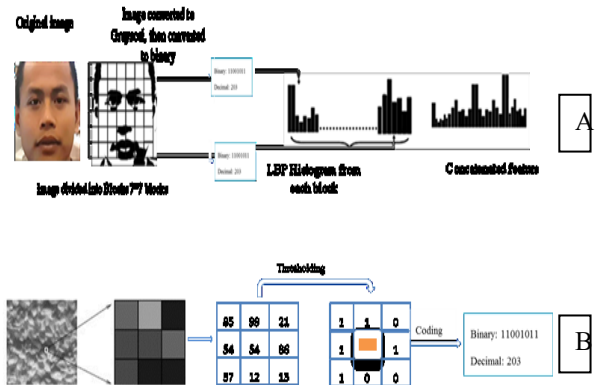 Original image
Image converted to
Grayscal, then converted
to binary
Binary: 11001011
Decimal: 203
Binary: 11001011
Decimal: 203
A
image divided into Blocks 7*7 blocks
LBP Histogram from
each block
Concatenated feature
Thresholding
85 99 21
54 54 86
57 12 13
1 1 0
1 1
1 0 0
Coding
Binary: 11001011
Decimal: 203
B